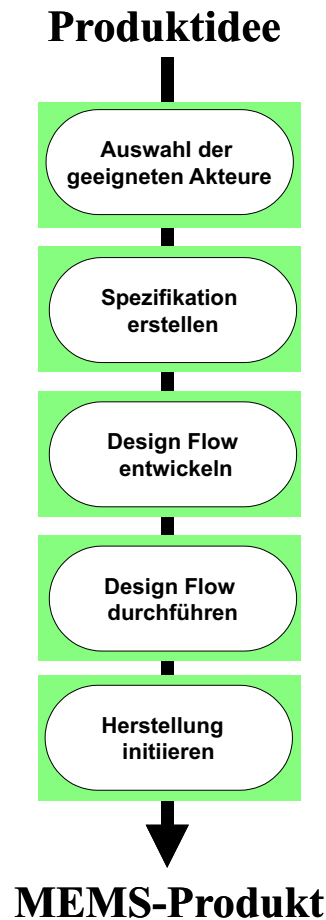 Produktidee
Auswahl der
geeigneten Akteure
Spezifikation
erstellen
Design Flow
entwickeln
Design Flow
durchführen
Herstellung
initiieren
MEMS-Produkt